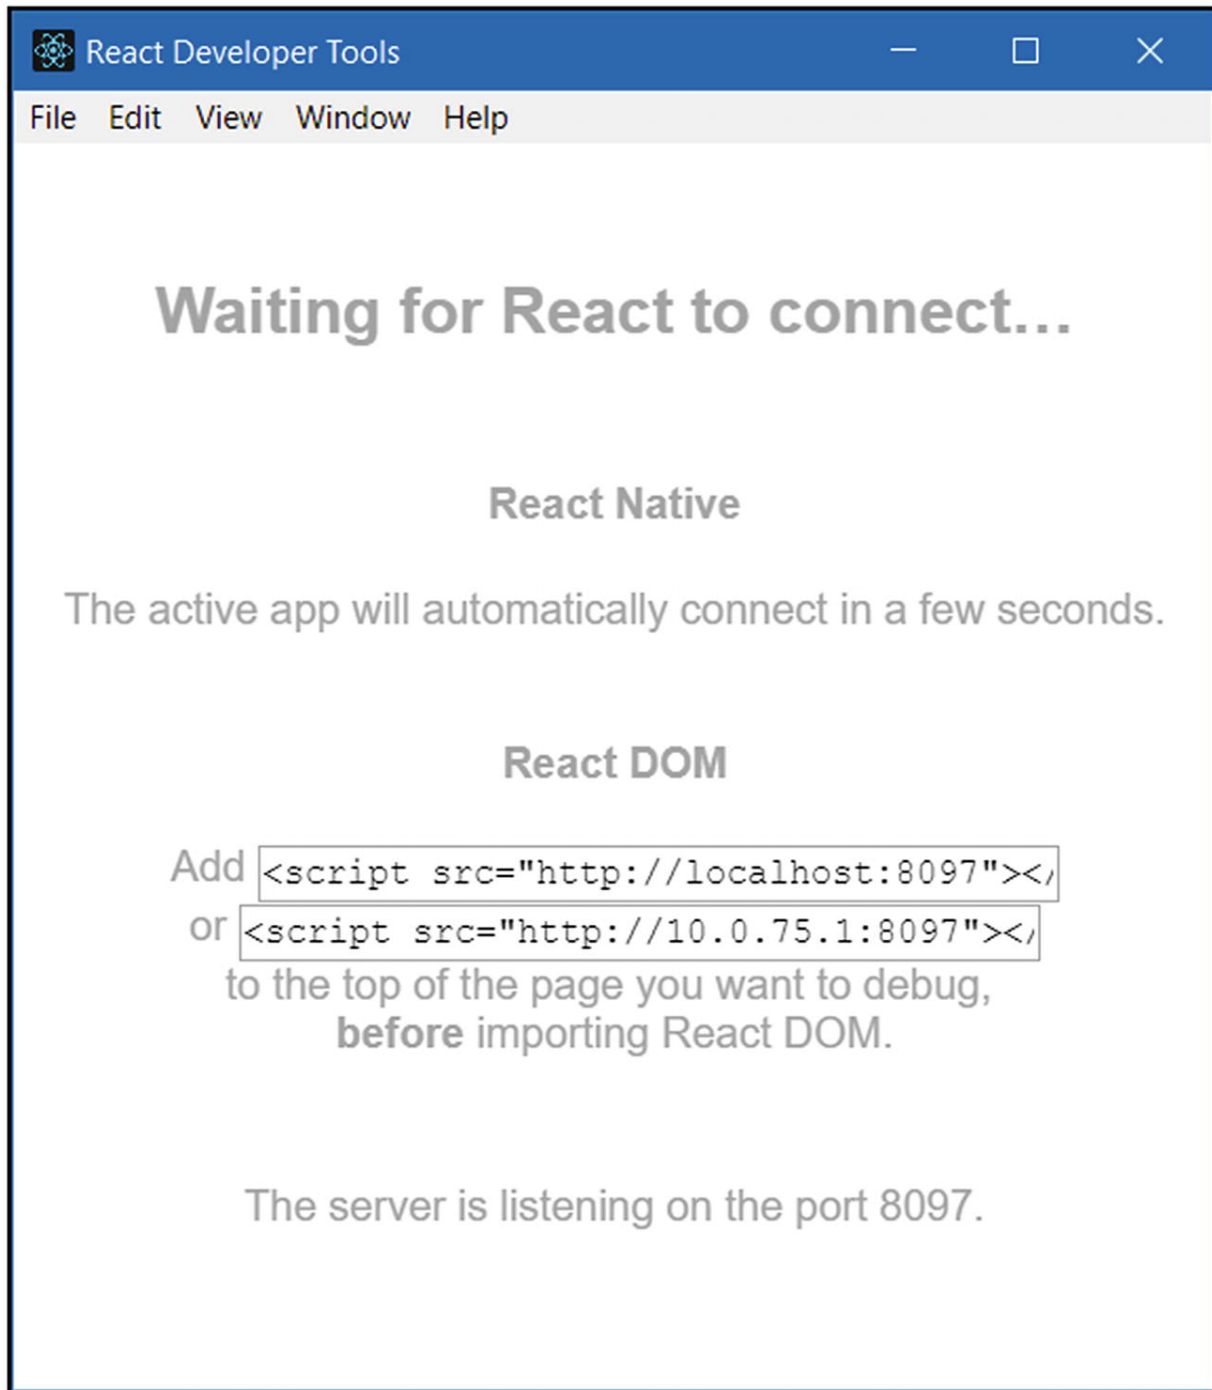 React Developer Tools
File Edit View Window Help
Waiting for React to connect…
React Native
The active app will automatically connect in a few seconds.
React DOM
Add <script src="http://localhost:8097"></
or <script src="http://10.0.75.1:8097"></
to the top of the page you want to debug,
before importing React DOM.
The server is listening on the port 8097.